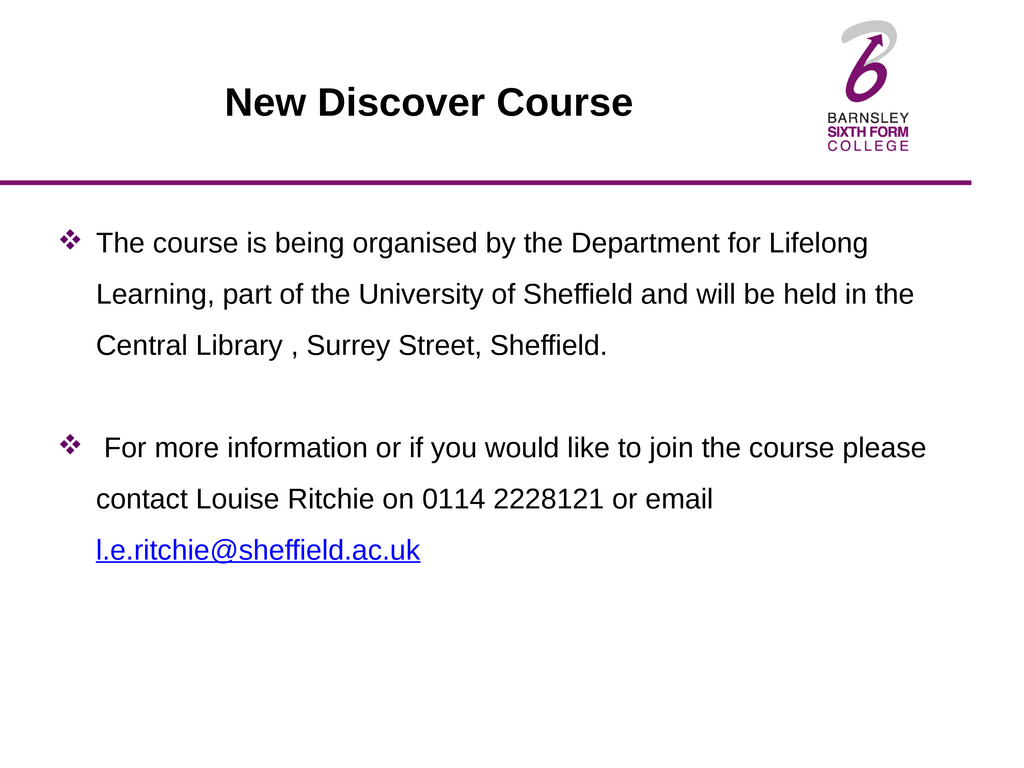 New Discover Course
BARNSLEY
SIXTH FORM
COLLEGE
The course is being organised by the Department for Lifelong
Learning, part of the University of Sheffield and will be held in the
Central Library , Surrey Street, Sheffield.
For more information or if you would like to join the course please
contact Louise Ritchie on 0114 2228121 or email
l.e.ritchie@sheffield.ac.uk